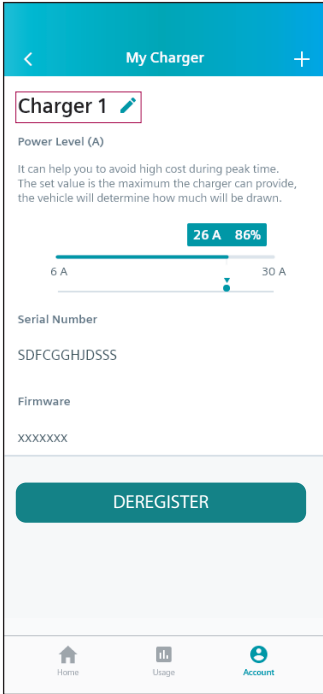 My Charger
Charger 1
Power Level (A)
It can help you to avoid high cost during peak time.
The set value is the maximum the charger can provide,
the vehicle will determine how much will be drawn.
26 A 86%
6 A 30 A
Serial Number
SDFCGGHJDSSS
Firmware
xxxxxxx
DEREGISTER
Home Usage Account